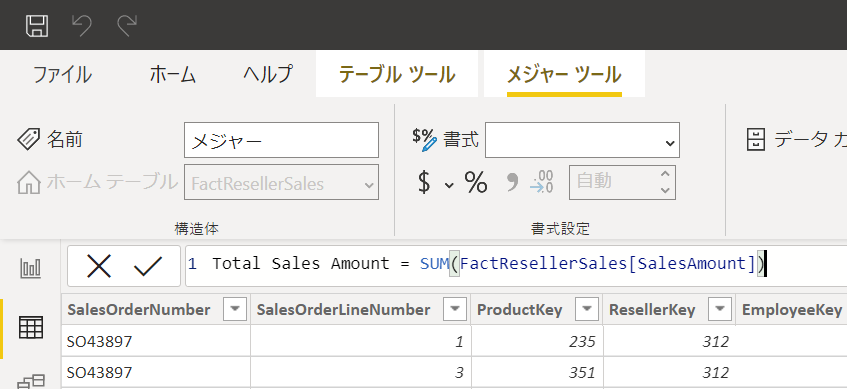 ファイル ホーム ヘルプ テーブル ツール メジャー ツール
名前 メジャー $% 書式 データ カ
ホーム テーブル FactResellerSales $ % 9 .00 →.0 自動
構造体 書式設定
1 Total Sales Amount = SUM(FactResellerSales[SalesAmount])
SalesOrderNumber SalesOrderLineNumber ProductKey ResellerKey EmployeeKey
SO43897 1 235 312
SO43897 3 351 312